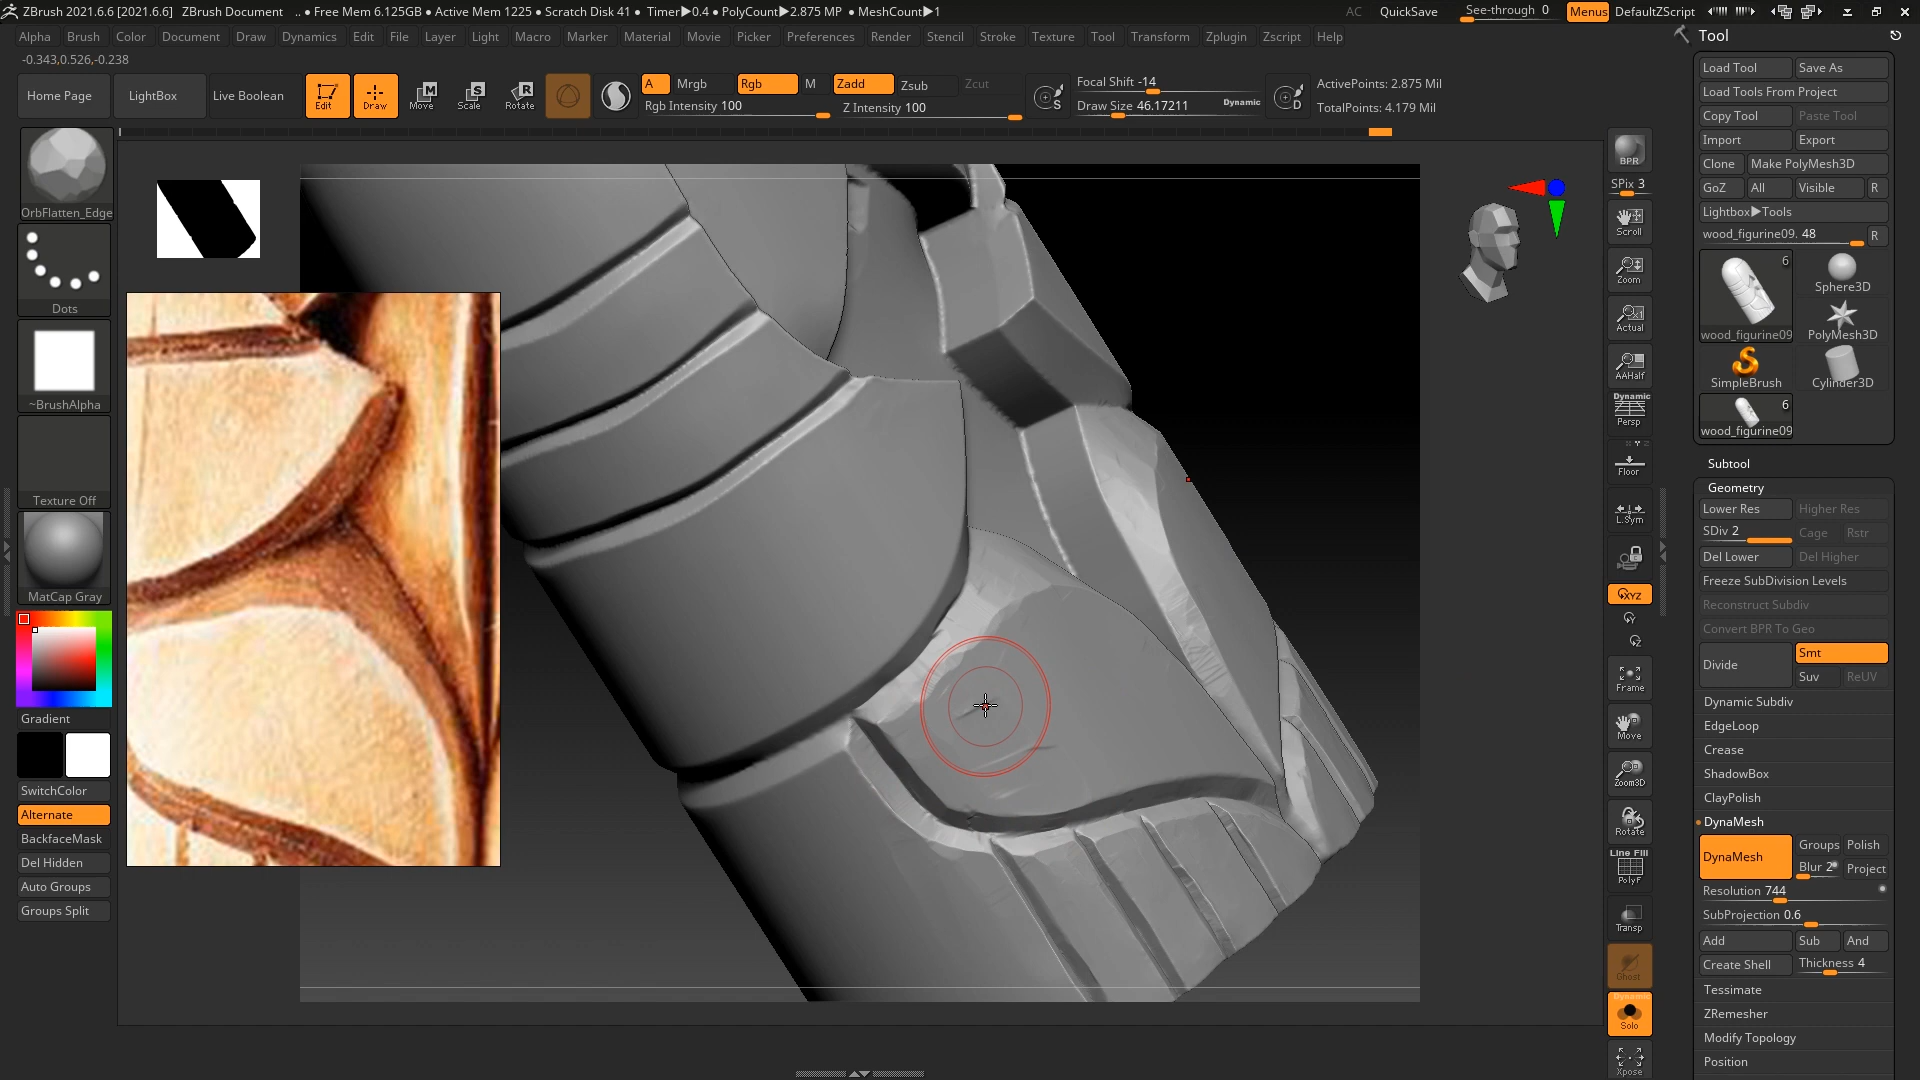 ZBrush 2021.6.6 [2021.6.6] ZBrush Document .. • Free Mem 6.125GB • Active Mem 1225 • Scratch Disk 41 • Timer▶0.4 • PolyCount▶2.875 MP • MeshCount▶1 AC QuickSave See-through 0 Menus DefaultZScript
Alpha Brush Color Document Draw Dynamics Edit File Layer Light Macro Marker Material Movie Picker Preferences Render Stencil Stroke Texture Tool Transform Zplugin Zscript Help
-0.343,0.526,-0.238
Home Page LightBox Live Boolean Edit Draw Move Scale Rotate
A Mrgb Rgb M Zadd Zsub Zcut
Rgb Intensity 100 Z Intensity 100
S
Focal Shift -14
Draw Size 46.17211 Dynamic
D
ActivePoints: 2.875 Mil
TotalPoints: 4.179 Mil
OrbFlatten_Edge
Dots
~BrushAlpha
Texture Off
MatCap Gray
Gradient
SwitchColor
Alternate
BackfaceMask
Del Hidden
Auto Groups
Groups Split
BPR
SPix 3
Scroll
Zoom
Actual
AAHalf
Dynamic
Persp
Floor
L.Sym
XYZ
Frame
Move
Zoom3D
Rotate
Line Fill
PolyF
Transp
Ghost
Dynamic
Solo
Xpose
Tool
Load Tool Save As
Load Tools From Project
Copy Tool Paste Tool
Import Export
Clone Make PolyMesh3D
GoZ All Visible R
Lightbox▶Tools
wood_figurine09. 48 R
6
wood_figurine09
Sphere3D
PolyMesh3D
SimpleBrush
Cylinder3D
6
wood_figurine09
Subtool
Geometry
Lower Res Higher Res
SDiv 2 Cage Rstr
Del Lower Del Higher
Freeze SubDivision Levels
Reconstruct Subdiv
Convert BPR To Geo
Divide Smt
Suv ReUV
Dynamic Subdiv
EdgeLoop
Crease
ShadowBox
ClayPolish
DynaMesh
DynaMesh Groups Polish
Blur 2 Project
Resolution 744
SubProjection 0.6
Add Sub And
Create Shell Thickness 4
Tessimate
ZRemesher
Modify Topology
Position